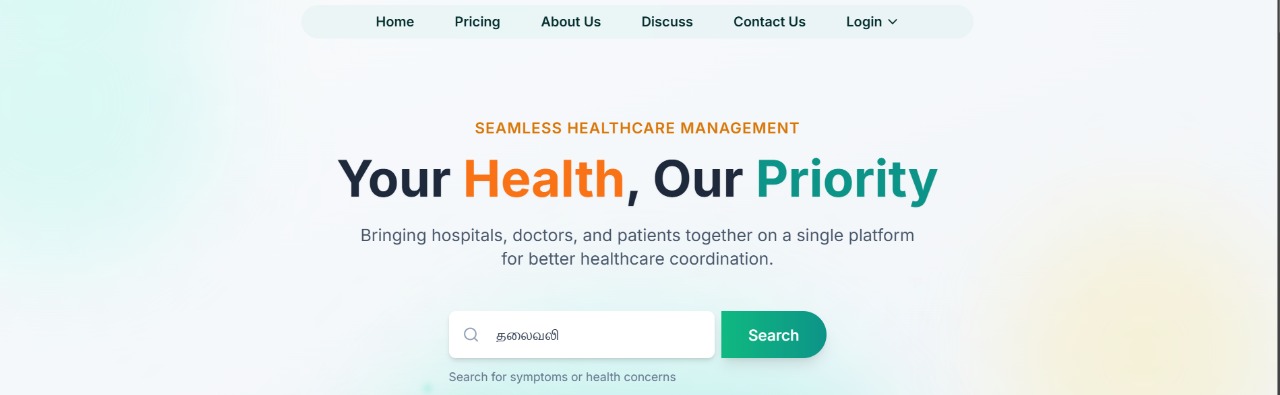 Home Pricing About Us Discuss Contact Us Login
SEAMLESS HEALTHCARE MANAGEMENT
Your Health, Our Priority
Bringing hospitals, doctors, and patients together on a single platform
for better healthcare coordination.
தலைவலி Search
Search for symptoms or health concerns